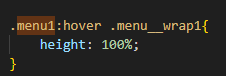 .menu1:hover .menu__wrap1{
    height: 100%;
}